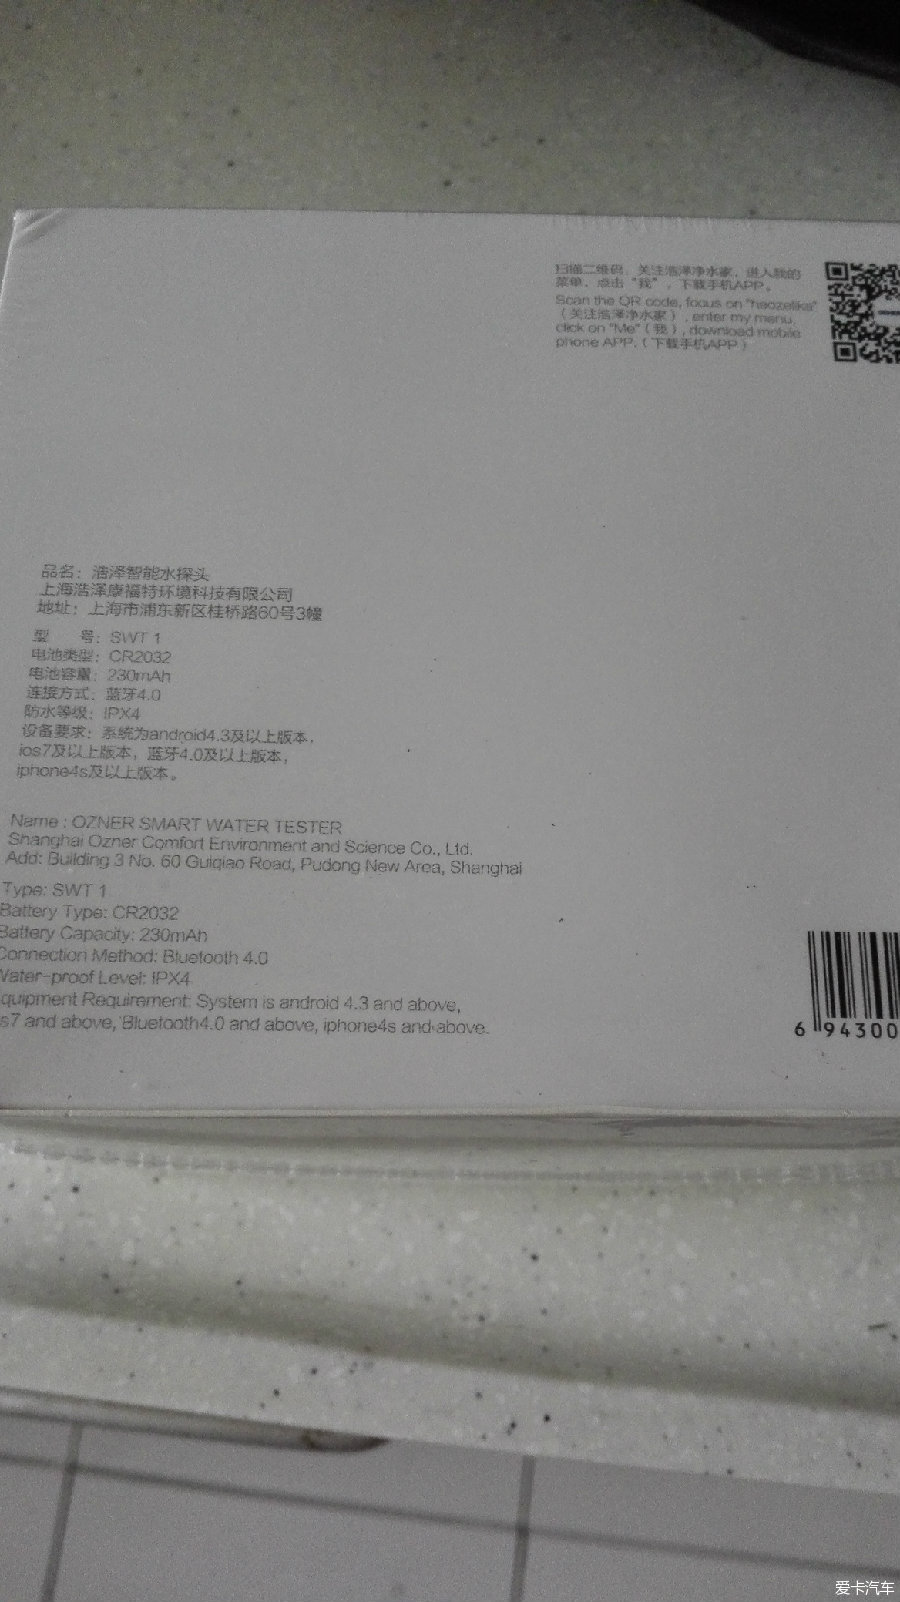 扫描二维码，关注浩泽净水家，进入我的
菜单，点击“我”，下载手机APP。
Scan the QR code, focus on "haozelika"
（关注浩泽净水家）, enter my menu,
click on "Me"（我）, download mobile
phone APP.（下载手机APP）
品名：浩泽智能水探头
上海浩泽康福特环境科技有限公司
地址：上海市浦东新区桂桥路60号3幢
型 号：SWT 1
电池类型：CR2032
电池容量：230mAh
连接方式：蓝牙4.0
防水等级：IPX4
设备要求：系统为android4.3及以上版本，
ios7及以上版本，蓝牙4.0及以上版本，
iphone4s及以上版本。
Name : OZNER SMART WATER TESTER
Shanghai Ozner Comfort Environment and Science Co., Ltd.
Add: Building 3 No. 60 Guiqiao Road, Pudong New Area, Shanghai
Type: SWT 1
Battery Type: CR2032
Battery Capacity: 230mAh
Connection Method: Bluetooth 4.0
Water-proof Level: IPX4
quipment Requirement: System is android 4.3 and above,
s7 and above, Bluetooth4.0 and above, iphone4s and above.
6 94300
爱卡汽车